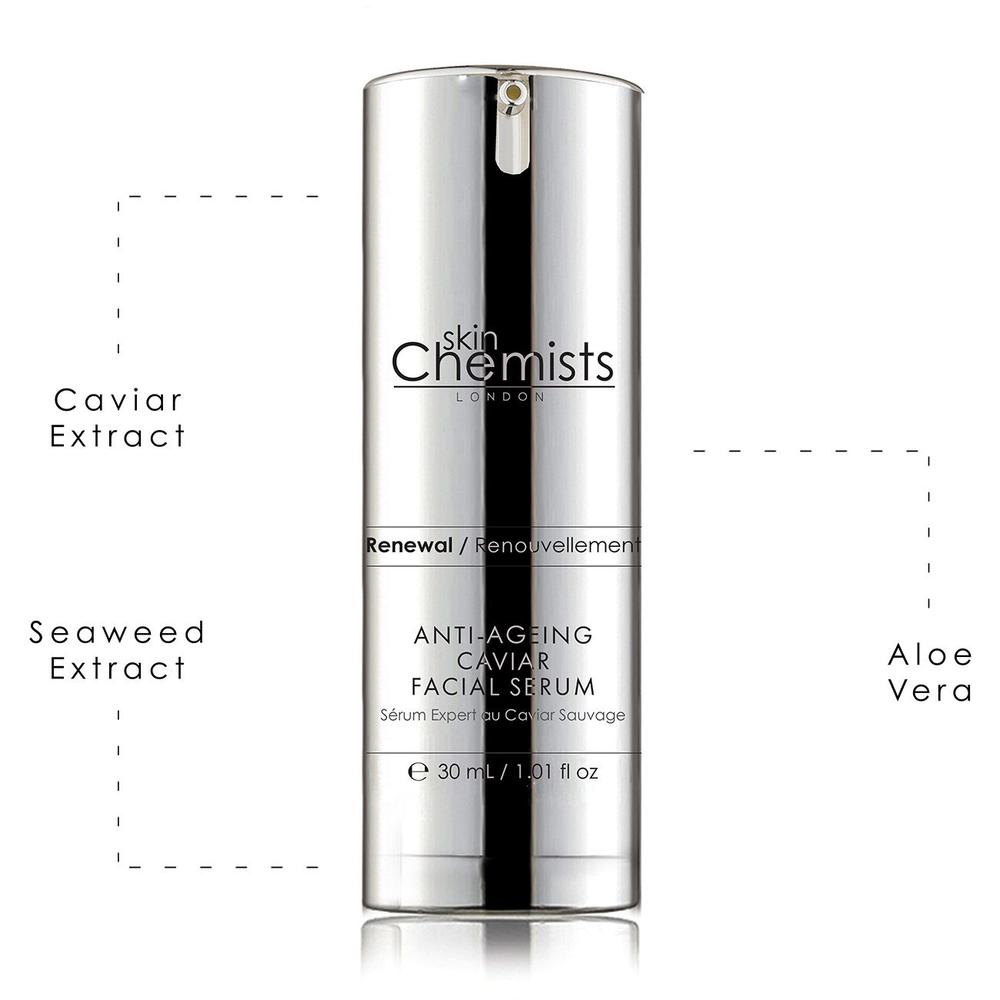 skin
Chemists
LONDON
Renewal / Renouvellement
ANTI-AGEING
CAVIAR
FACIAL SERUM
Sérum Expert au Caviar Sauvage
℮ 30 mL / 1.01 fl oz
Caviar
Extract
Seaweed
Extract
Aloe
Vera